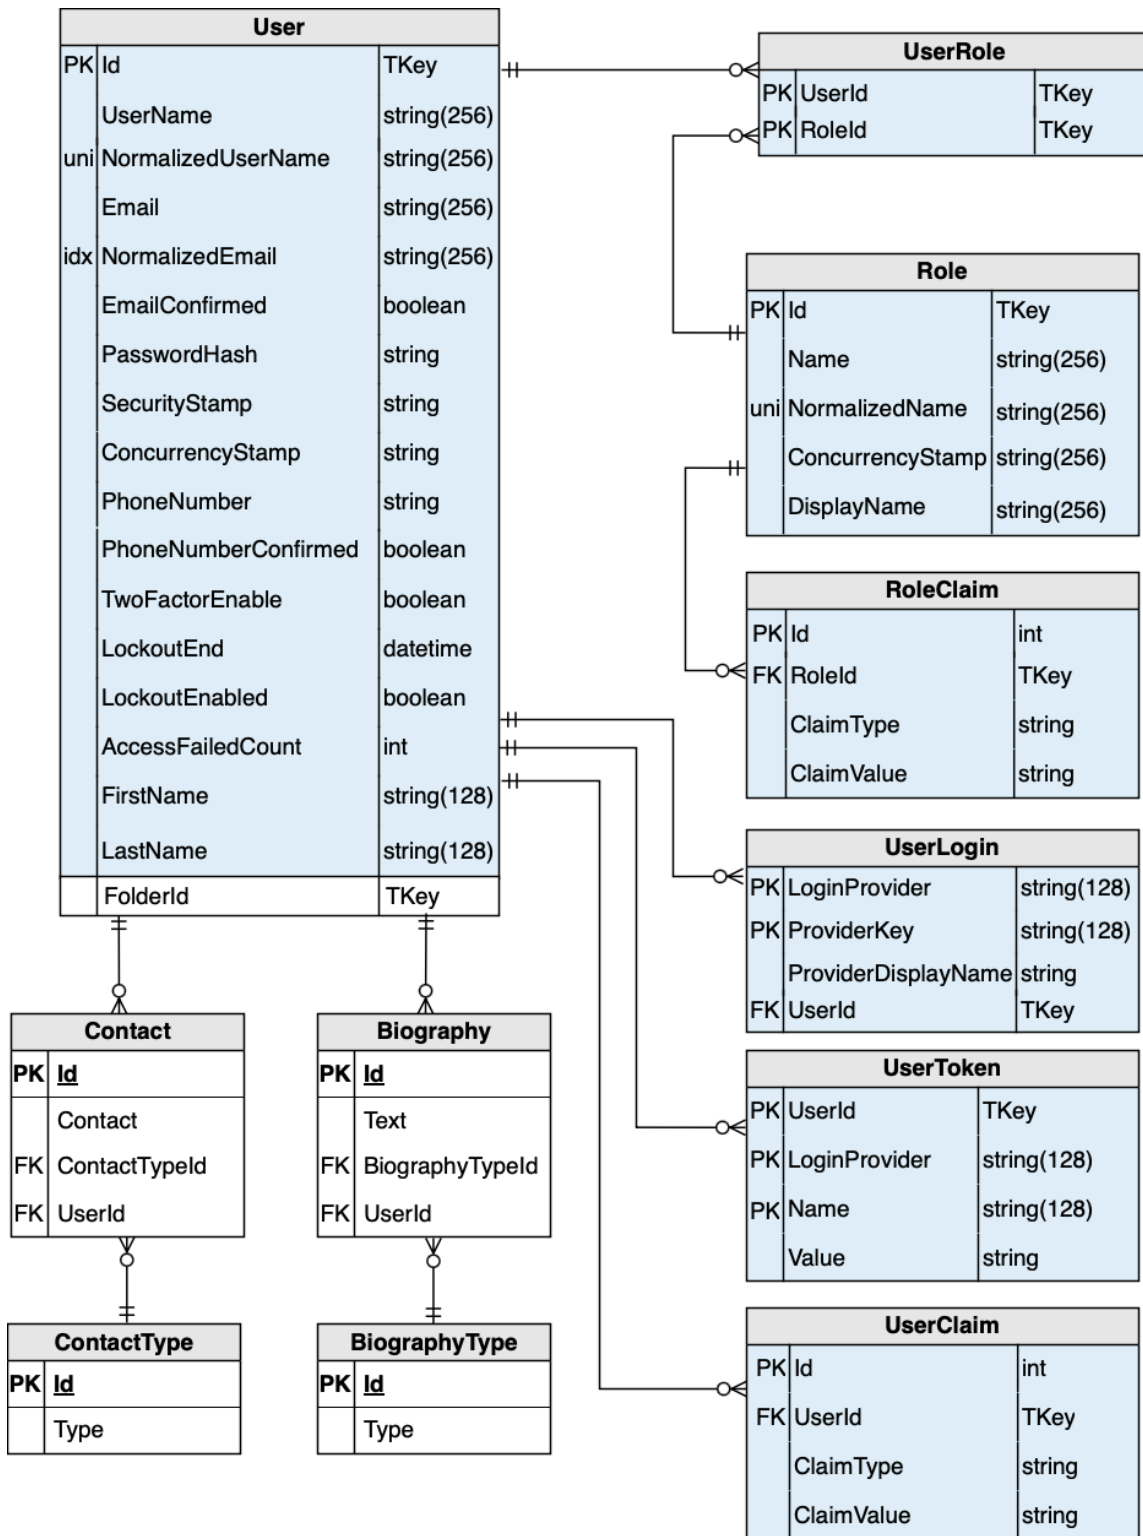 User
PK Id TKey
UserName string(256)
uni NormalizedUserName string(256)
Email string(256)
idx NormalizedEmail string(256)
EmailConfirmed boolean
PasswordHash string
SecurityStamp string
ConcurrencyStamp string
PhoneNumber string
PhoneNumberConfirmed boolean
TwoFactorEnable boolean
LockoutEnd datetime
LockoutEnabled boolean
AccessFailedCount int
FirstName string(128)
LastName string(128)
FolderId TKey
UserRole
PK UserId TKey
PK RoleId TKey
Role
PK Id TKey
Name string(256)
uni NormalizedName string(256)
ConcurrencyStamp string(256)
DisplayName string(256)
RoleClaim
PK Id int
FK RoleId TKey
ClaimType string
ClaimValue string
UserLogin
PK LoginProvider string(128)
PK ProviderKey string(128)
ProviderDisplayName string
FK UserId TKey
UserToken
PK UserId TKey
PK LoginProvider string(128)
PK Name string(128)
Value string
UserClaim
PK Id int
FK UserId TKey
ClaimType string
ClaimValue string
Contact
PK Id
Contact
FK ContactTypeId
FK UserId
Biography
PK Id
Text
FK BiographyTypeId
FK UserId
ContactType
PK Id
Type
BiographyType
PK Id
Type